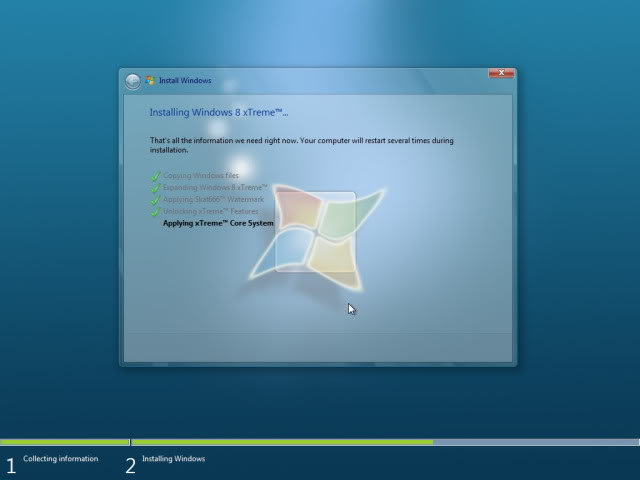 Install Windows
Installing Windows 8 xTreme™...
That's all the information we need right now. Your computer will restart several times during
installation.
Copying Windows files
Expanding Windows 8 xTreme™
Applying Skat666™ Watermark
Unlocking xTreme™ Features
Applying xTreme™ Core System
1 Collecting information
2 Installing Windows